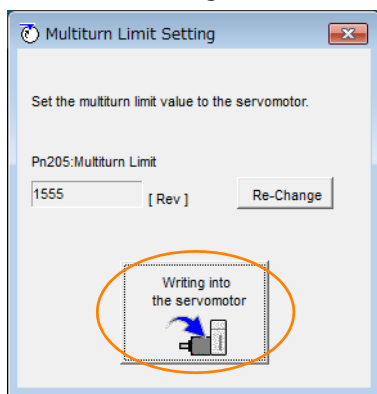 Multiturn Limit Setting
Set the multiturn limit value to the servomotor.
Pn205:Multiturn Limit
1555 [ Rev ] Re-Change
Writing into
the servomotor